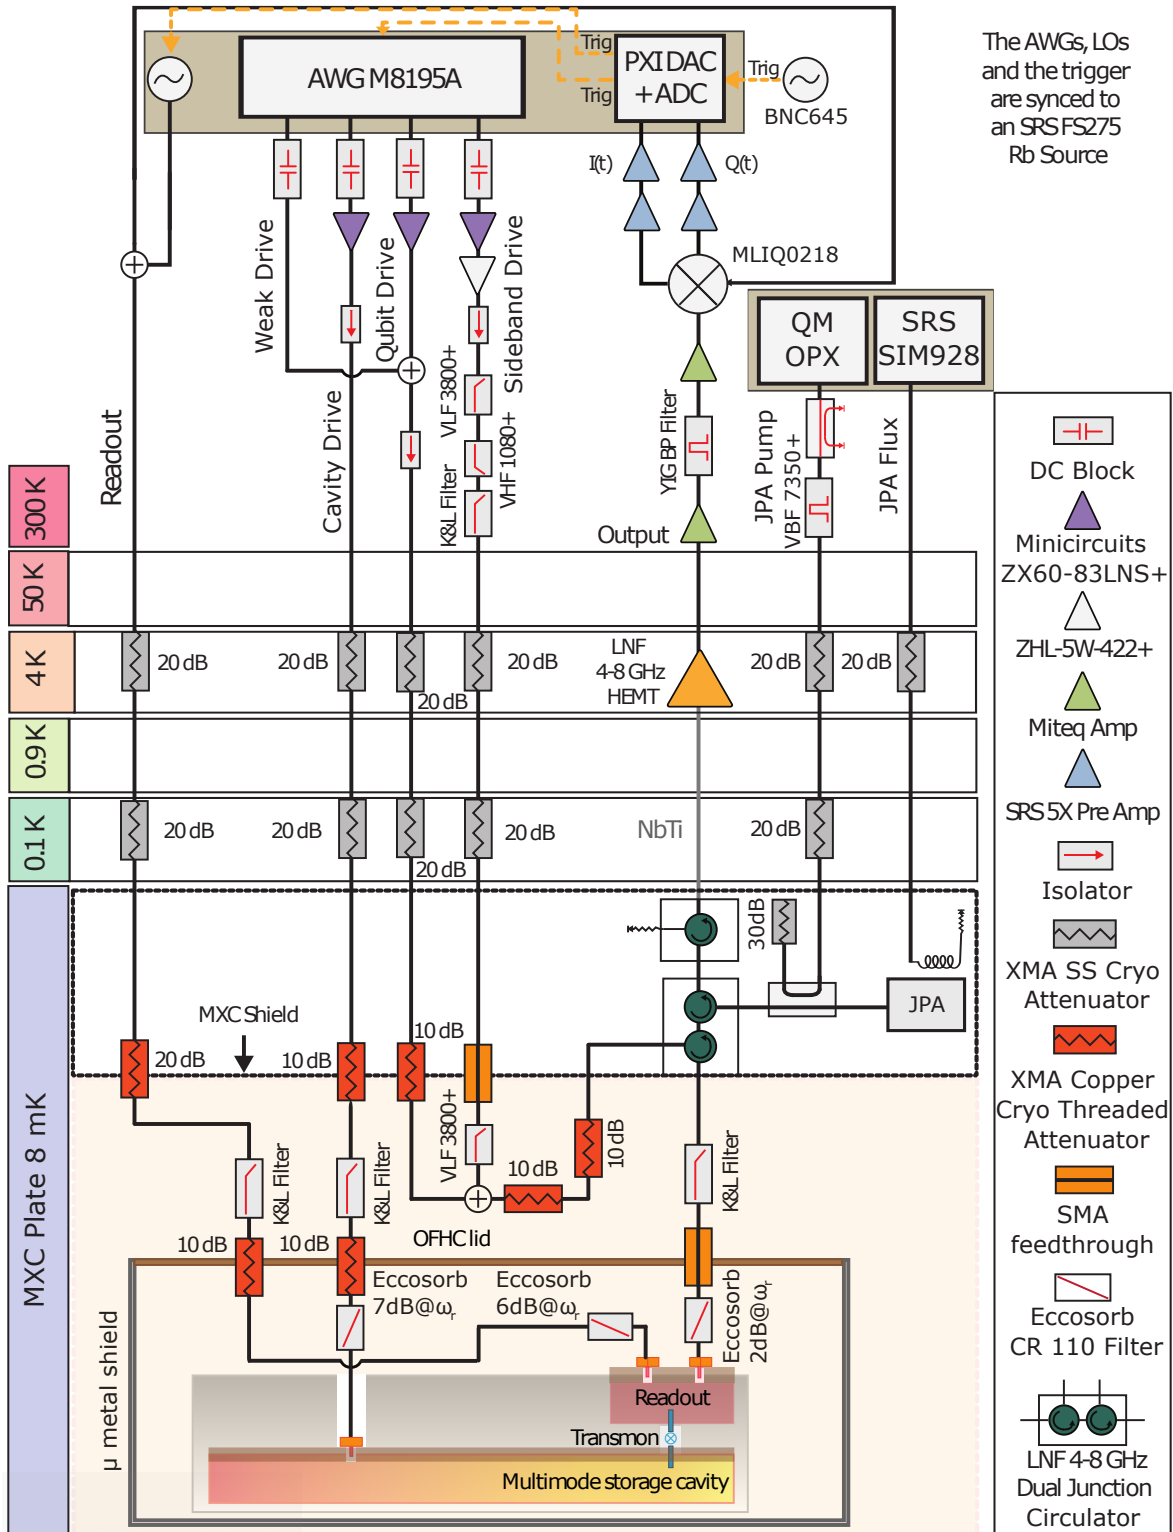 The AWGs, LOs
and the trigger
are synced to
an SRS FS275
Rb Source
Trig
Trig
Trig
AWG M8195A
PXI DAC
+ ADC
BNC645
I(t)
Q(t)
MLIQ0218
Weak Drive
Cavity Drive
Qubit Drive
Sideband Drive
VLF 3800+
VHF 1080+
K&L Filter
Readout
YIG BP Filter
Output
QM
OPX
SRS
SIM928
JPA Pump
VBF 7350+
JPA Flux
300 K
50 K
4 K
20 dB
20 dB
20 dB
20 dB
LNF
4-8 GHz
HEMT
20 dB
20 dB
0.9 K
0.1 K
20 dB
20 dB
20 dB
20 dB
NbTi
20 dB
MXC Plate 8 mK
30dB
JPA
MXC Shield
20 dB
10 dB
10 dB
VLF 3800+
10 dB
10 dB
K&L Filter
K&L Filter
K&L Filter
OFHC lid
10 dB
10 dB
Eccosorb
7dB@ωr
Eccosorb
6dB@ωr
Eccosorb
2dB@ωr
μ metal shield
Readout
Transmon
Multimode storage cavity
DC Block
Minicircuits
ZX60-83LNS+
ZHL-5W-422+
Miteq Amp
SRS 5X Pre Amp
Isolator
XMA SS Cryo
Attenuator
XMA Copper
Cryo Threaded
Attenuator
SMA
feedthrough
Eccosorb
CR 110 Filter
LNF 4-8 GHz
Dual Junction
Circulator